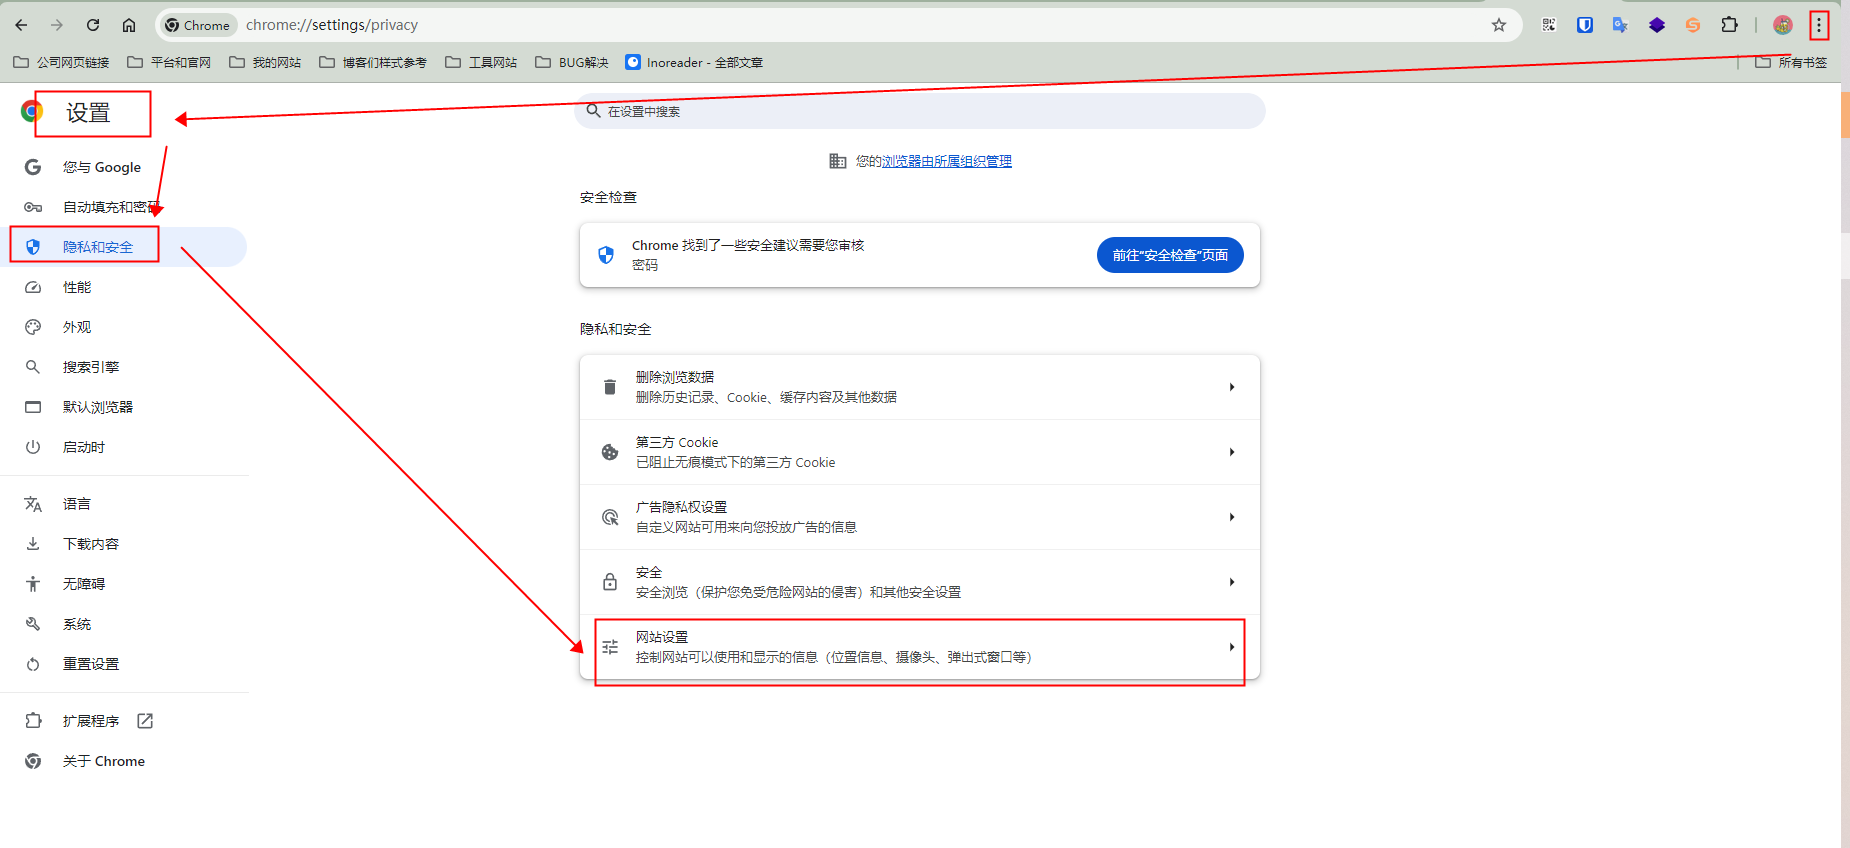 Chrome chrome://settings/privacy
公司网页链接 平台和官网 我的网站 博客们样式参考 工具网站 BUG解决 Inoreader - 全部文章 所有书签
设置
在设置中搜索
您与 Google
自动填充和密码
隐私和安全
性能
外观
搜索引擎
默认浏览器
启动时
语言
下载内容
无障碍
系统
重置设置
扩展程序
关于 Chrome
您的浏览器由所属组织管理
安全检查
Chrome 找到了一些安全建议需要您审核
密码
前往“安全检查”页面
隐私和安全
删除浏览数据
删除历史记录、Cookie、缓存内容及其他数据
第三方 Cookie
已阻止无痕模式下的第三方 Cookie
广告隐私权设置
自定义网站可用来向您投放广告的信息
安全
安全浏览（保护您免受危险网站的侵害）和其他安全设置
网站设置
控制网站可以使用和显示的信息（位置信息、摄像头、弹出式窗口等）